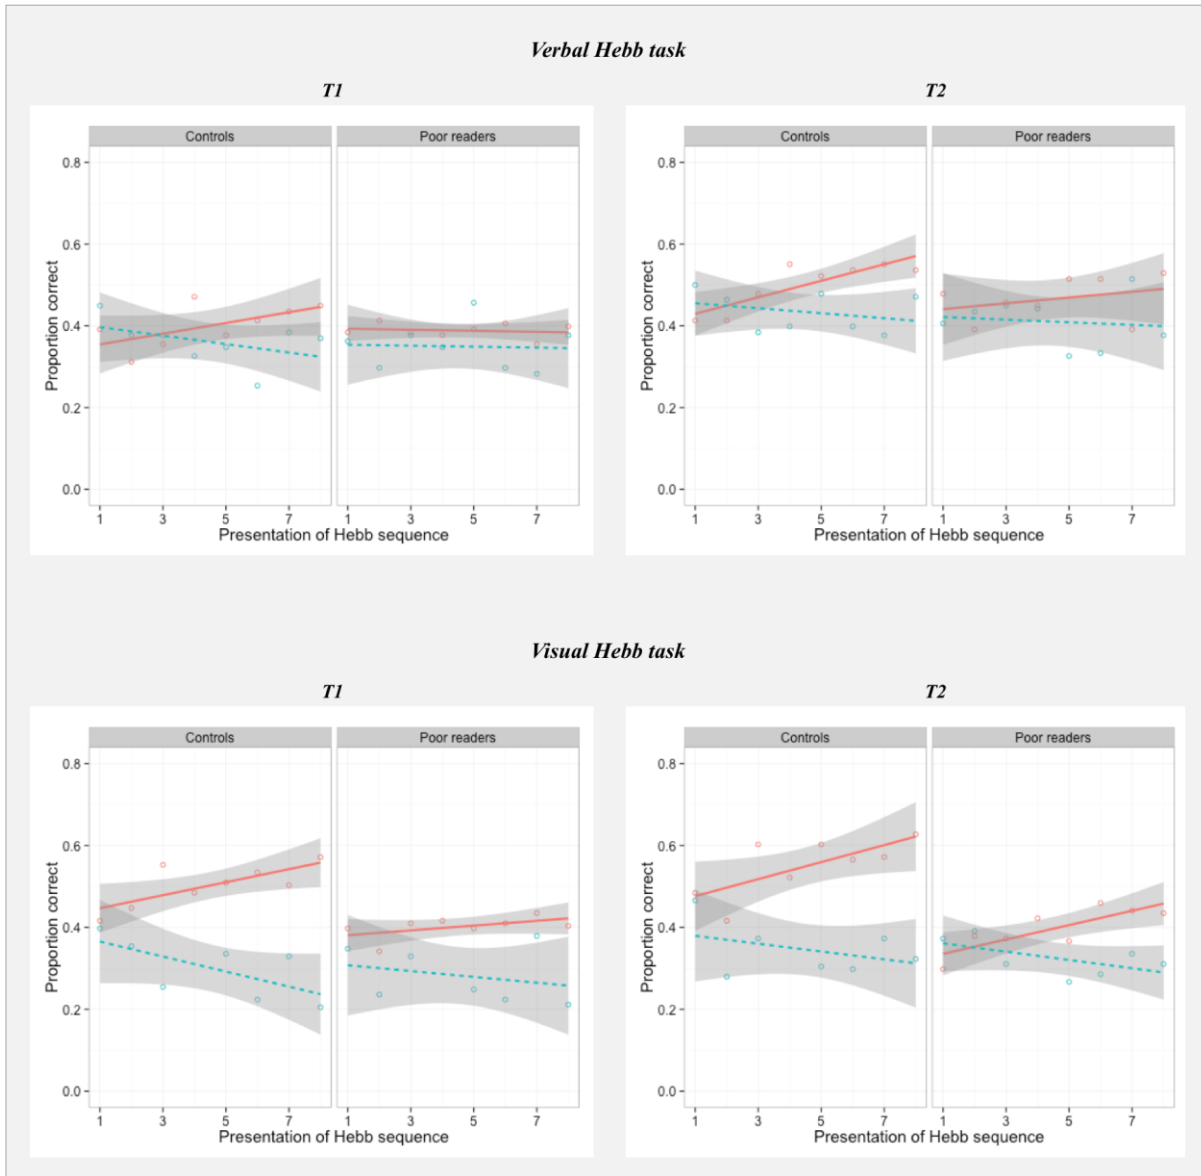 Verbal Hebb task
T1
T2
Controls
Poor readers
Controls
Poor readers
0.8
0.6
0.4
0.2
0.0
Proportion correct
1 3 5 7 1 3 5 7
Presentation of Hebb sequence
0.8
0.6
0.4
0.2
0.0
Proportion correct
1 3 5 7 1 3 5 7
Presentation of Hebb sequence
Visual Hebb task
T1
T2
Controls
Poor readers
Controls
Poor readers
0.8
0.6
0.4
0.2
0.0
Proportion correct
1 3 5 7 1 3 5 7
Presentation of Hebb sequence
0.8
0.6
0.4
0.2
0.0
Proportion correct
1 3 5 7 1 3 5 7
Presentation of Hebb sequence